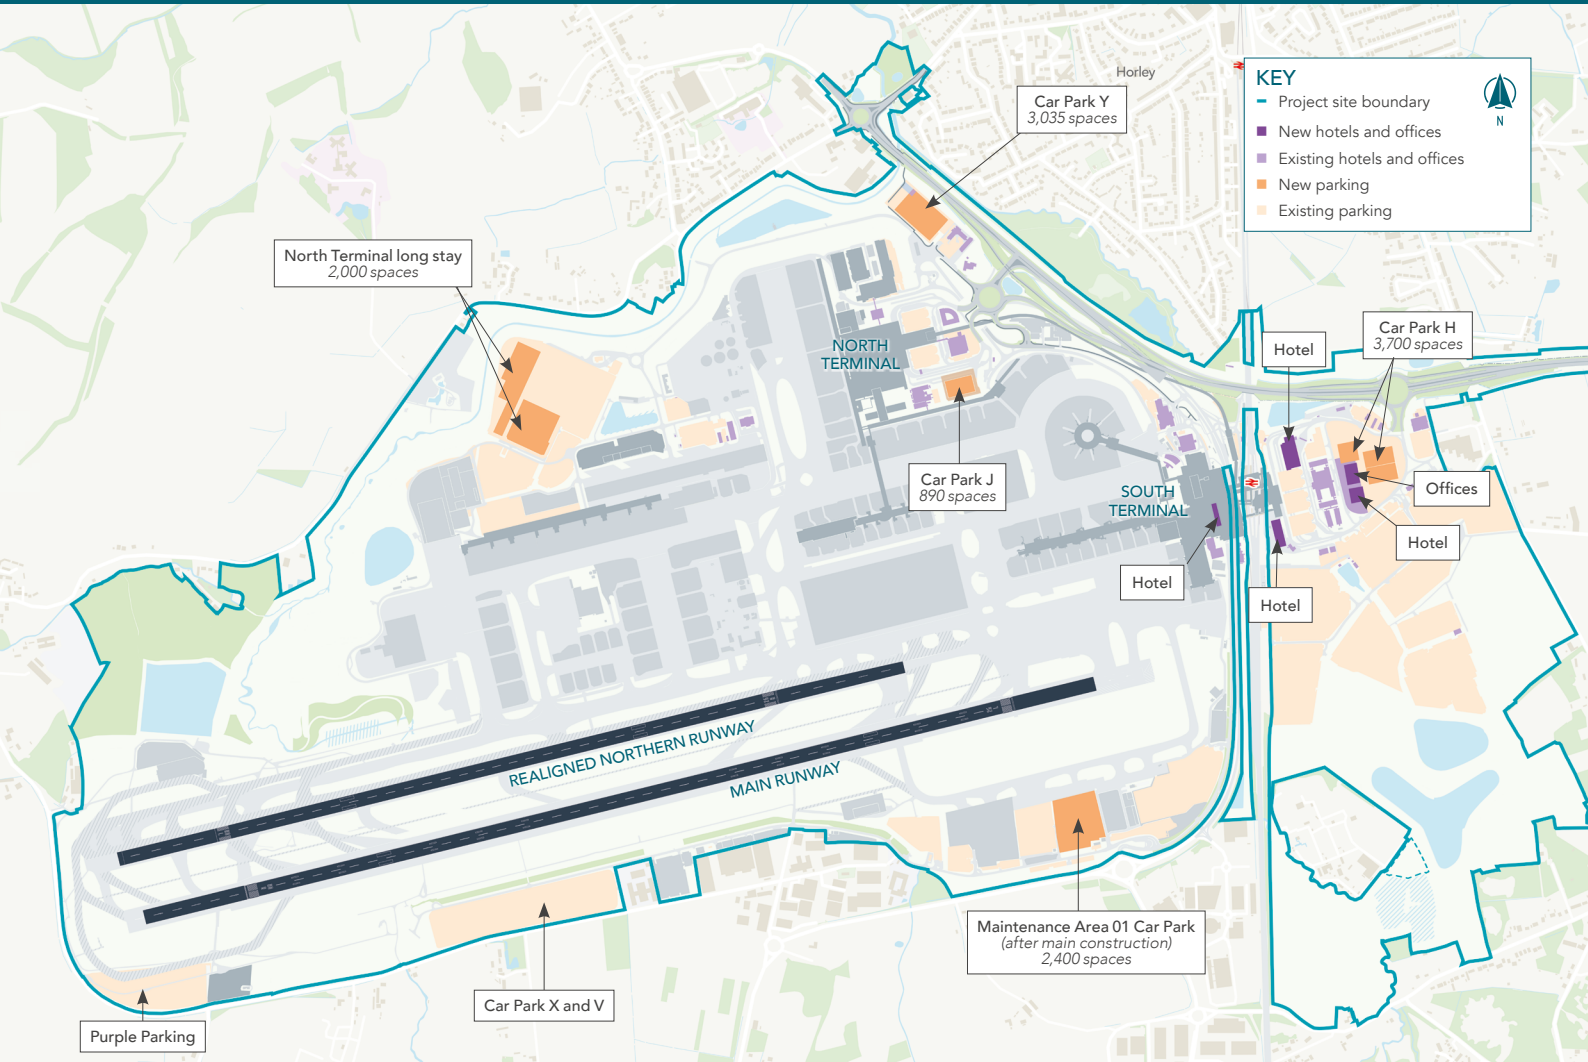 Horley
KEY
Project site boundary
New hotels and offices
Existing hotels and offices
New parking
Existing parking
N
Car Park Y
3,035 spaces
North Terminal long stay
2,000 spaces
NORTH
TERMINAL
Hotel
Car Park H
3,700 spaces
Car Park J
890 spaces
SOUTH
TERMINAL
Offices
Hotel
Hotel
Hotel
REALIGNED NORTHERN RUNWAY
MAIN RUNWAY
Maintenance Area 01 Car Park
(after main construction)
2,400 spaces
Car Park X and V
Purple Parking